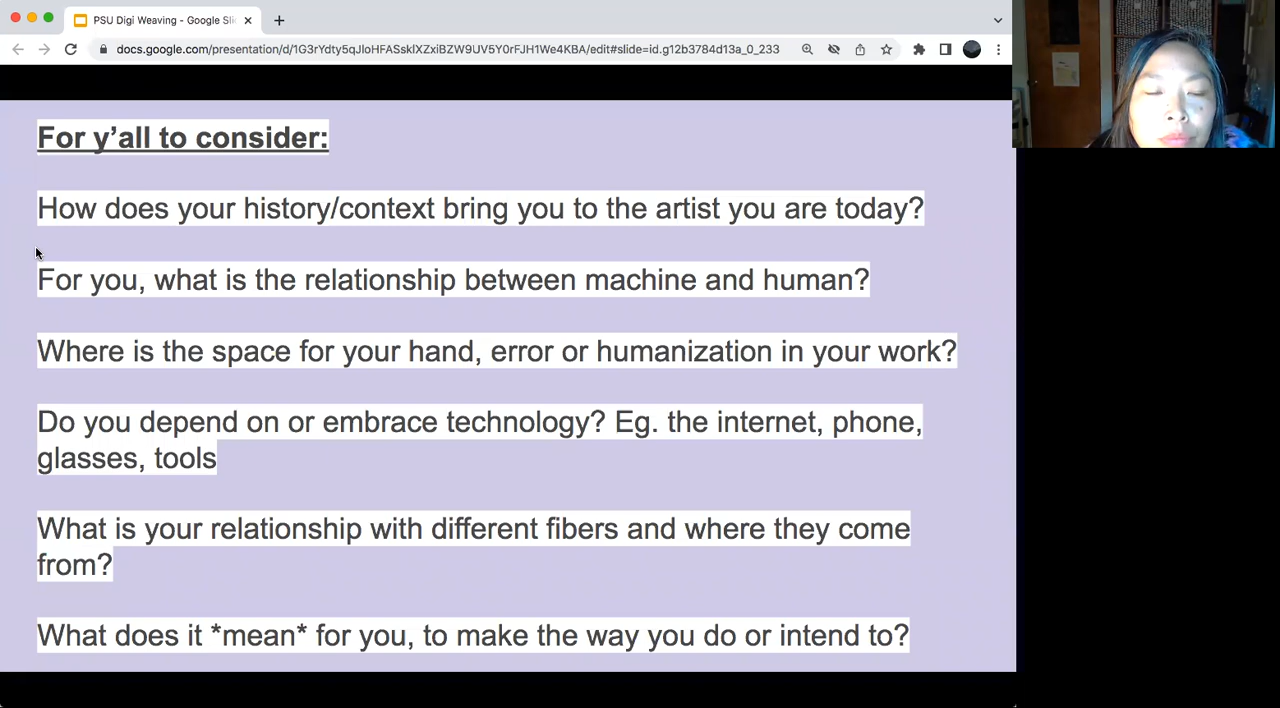 PSU Digi Weaving - Google Sli
docs.google.com/presentation/d/1G3rYdty5qJIoHFASsklXZxiBZW9UV5Y0rFJH1We4KBA/edit#slide=id.g12b3784d13a_0_233
For y'all to consider:
How does your history/context bring you to the artist you are today?
For you, what is the relationship between machine and human?
Where is the space for your hand, error or humanization in your work?
Do you depend on or embrace technology? Eg. the internet, phone,
glasses, tools
What is your relationship with different fibers and where they come
from?
What does it *mean* for you, to make the way you do or intend to?